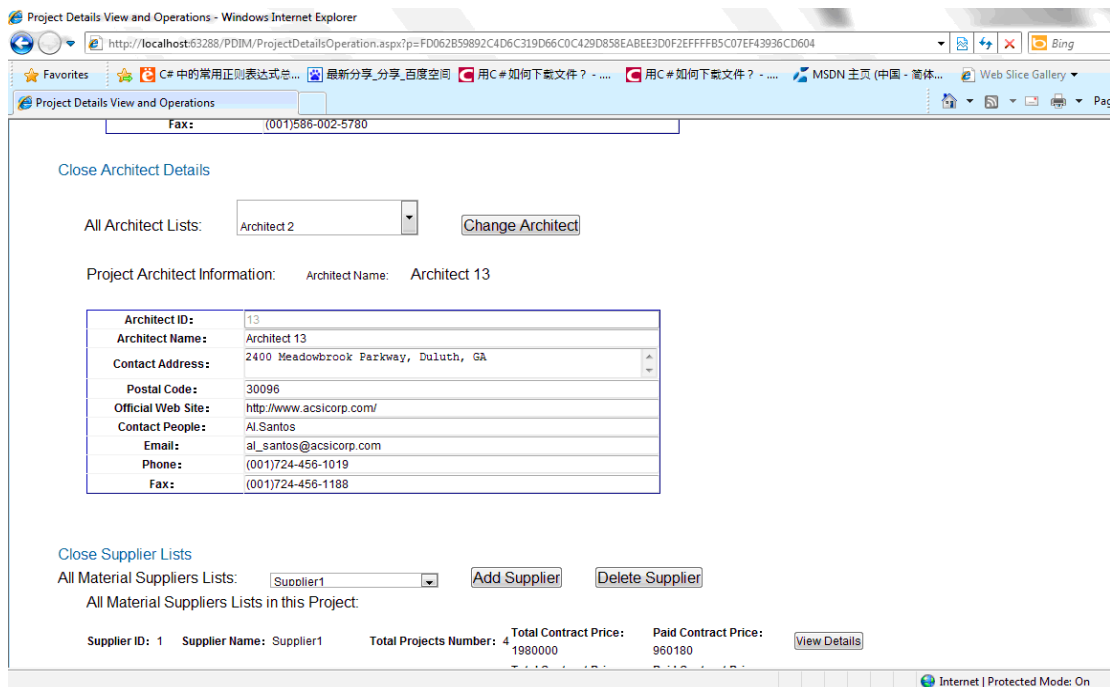 Project Details View and Operations - Windows Internet Explorer
http://localhost:63288/PDIM/ProjectDetailsOperation.aspx?p=FD062B59892C4D6C319D66C0C429D858EABEE3D0F2EFFFFB5C07EF43936CD604 Bing
Favorites C# 中的常用正则表达式总... 最新分享_分享_百度空间 用C#如何下载文件？- .... 用C#如何下载文件？- .... MSDN 主页 (中国 - 简体... Web Slice Gallery
Project Details View and Operations Pag
Fax: (001)586-002-5780
Close Architect Details
All Architect Lists: Architect 2 Change Architect
Project Architect Information: Architect Name: Architect 13
Architect ID: 13
Architect Name: Architect 13
Contact Address: 2400 Meadowbrook Parkway, Duluth, GA
Postal Code: 30096
Official Web Site: http://www.acsicorp.com/
Contact People: Al.Santos
Email: al_santos@acsicorp.com
Phone: (001)724-456-1019
Fax: (001)724-456-1188
Close Supplier Lists
All Material Suppliers Lists: Supplier1 Add Supplier Delete Supplier
All Material Suppliers Lists in this Project:
Supplier ID: 1 Supplier Name: Supplier1 Total Projects Number: 4 Total Contract Price: 1980000 Paid Contract Price: 960180 View Details
Internet | Protected Mode: On